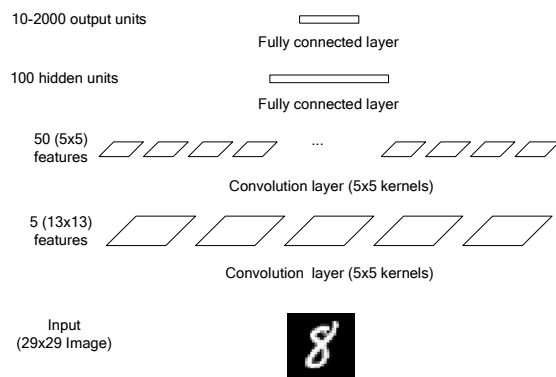 10-2000 output units
Fully connected layer
100 hidden units
Fully connected layer
50 (5x5)
features
...
Convolution layer (5x5 kernels)
5 (13x13)
features
Convolution layer (5x5 kernels)
Input
(29x29 Image)
8